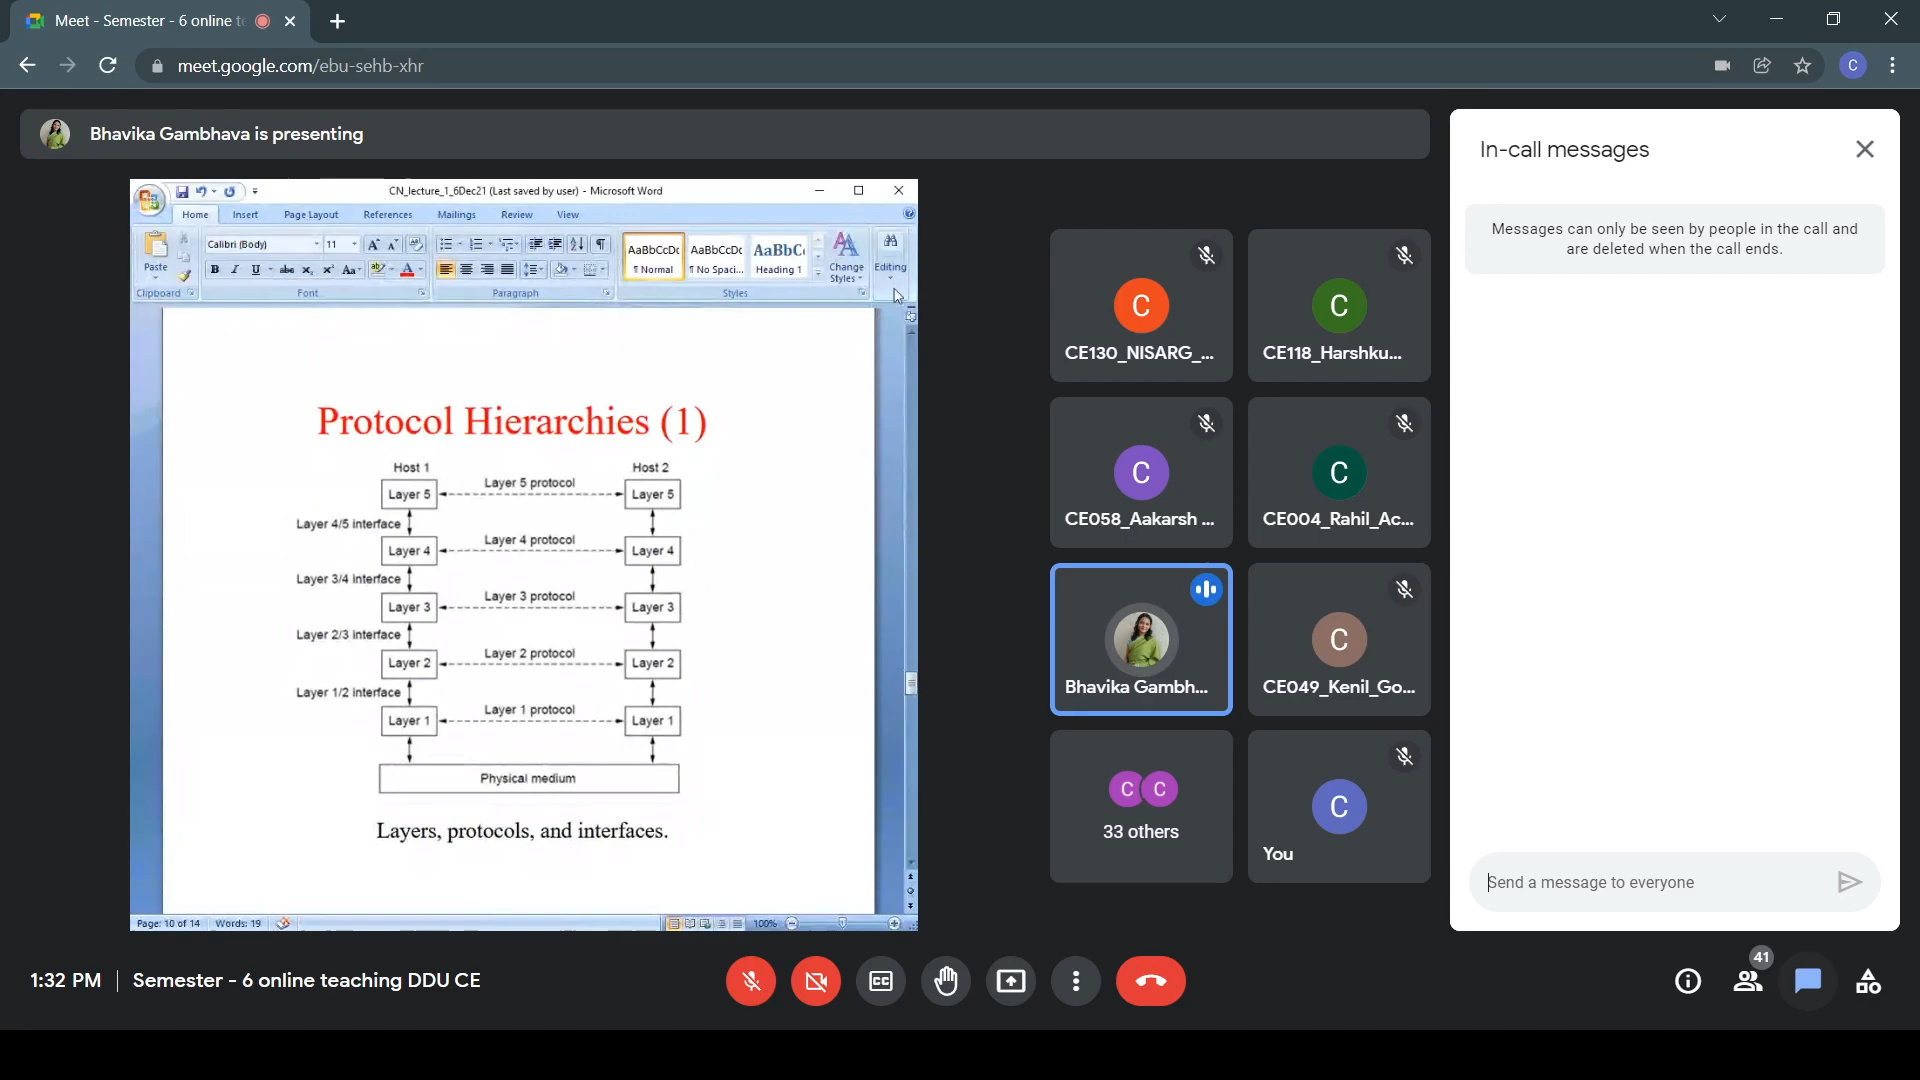 Meet - Semester - 6 online te
meet.google.com/ebu-sehb-xhr
C
Bhavika Gambhava is presenting
CN_lecture_1_6Dec21 (Last saved by user) - Microsoft Word
Home Insert Page Layout References Mailings Review View
Calibri (Body) 11
Paste
B I U abc X₂ X² Aa
AaBbCcDc AaBbCcDc AaBbC
¶ Normal ¶ No Spaci... Heading 1
Change Styles
Editing
Clipboard Font Paragraph Styles
Protocol Hierarchies (1)
Host 1 Host 2
Layer 5 Layer 5 protocol Layer 5
Layer 4/5 interface
Layer 4 Layer 4 protocol Layer 4
Layer 3/4 interface
Layer 3 Layer 3 protocol Layer 3
Layer 2/3 interface
Layer 2 Layer 2 protocol Layer 2
Layer 1/2 interface
Layer 1 Layer 1 protocol Layer 1
Physical medium
Layers, protocols, and interfaces.
Page: 10 of 14 Words: 19 100%
C C
CE130_NISARG_... CE118_Harshku...
C C
CE058_Aakarsh ... CE004_Rahil_Ac...
C
Bhavika Gambh... CE049_Kenil_Go...
C C C
33 others
You
In-call messages
Messages can only be seen by people in the call and
are deleted when the call ends.
Send a message to everyone
1:32 PM Semester - 6 online teaching DDU CE
CC
41